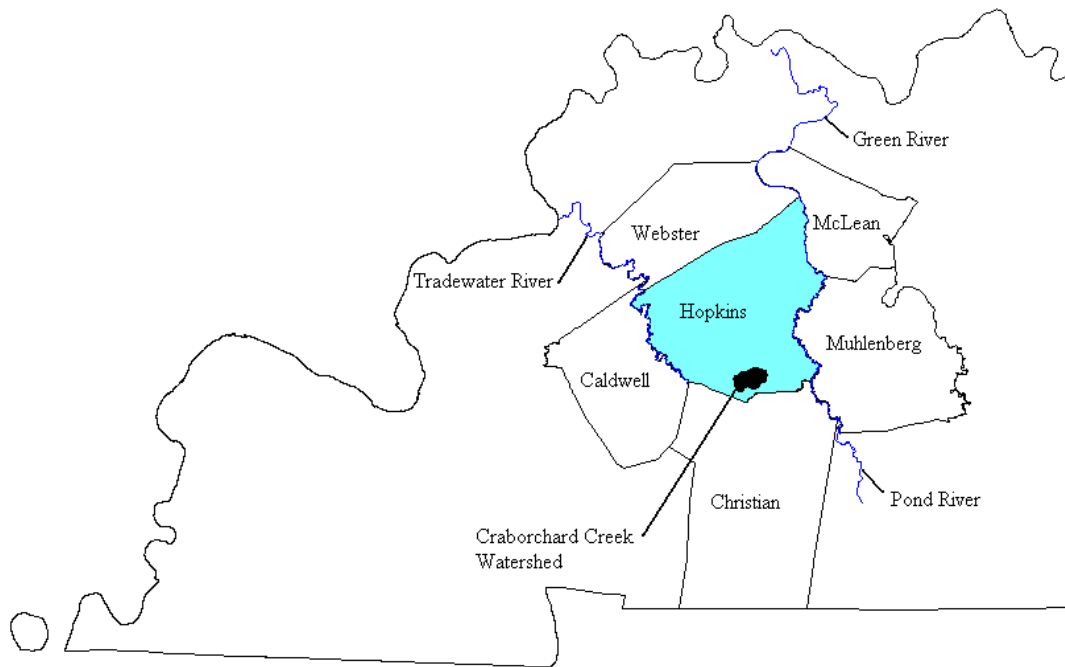 Green River
McLean
Webster
Tradewater River
Hopkins
Muhlenberg
Caldwell
Christian
Pond River
Craborchard Creek
Watershed